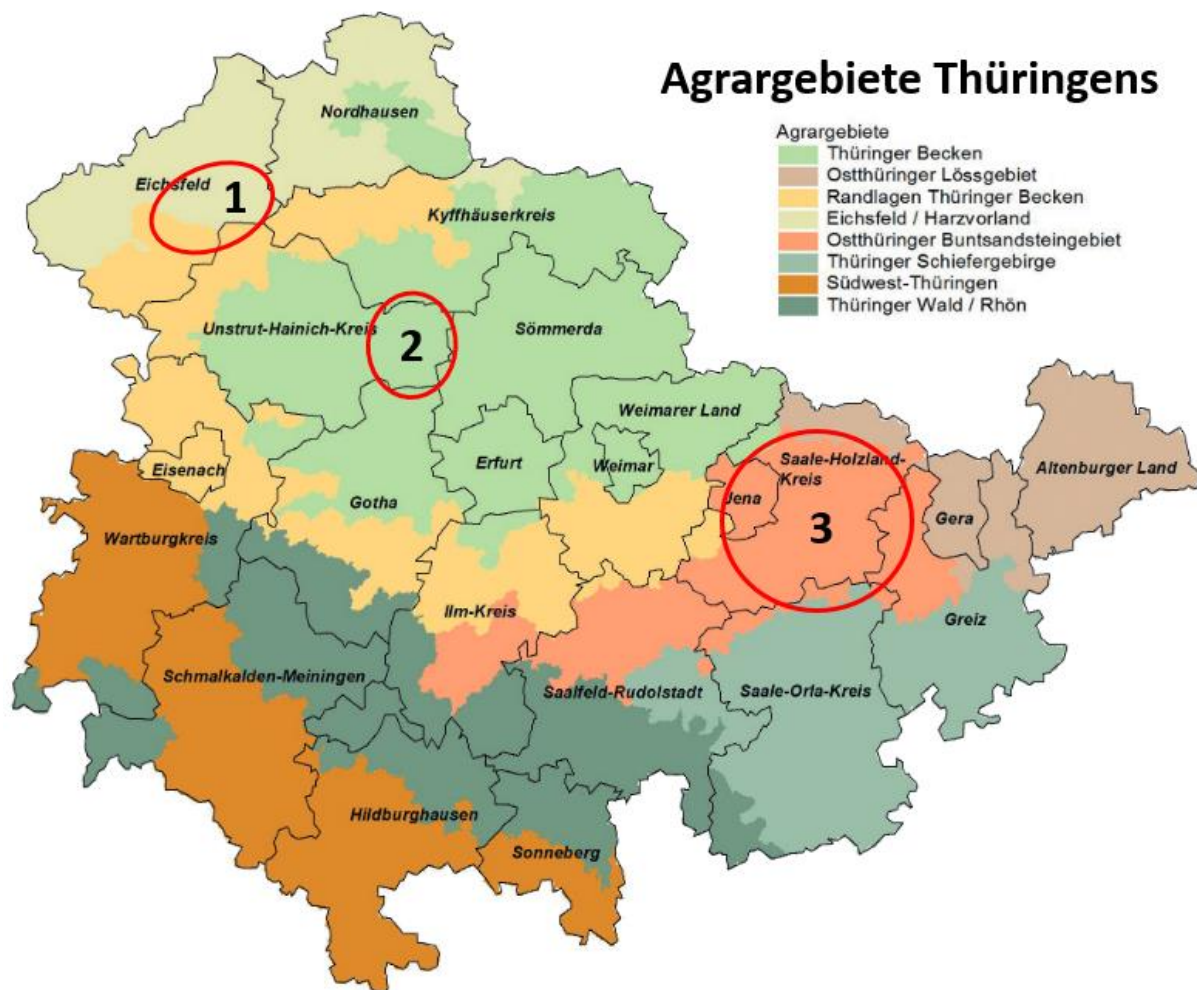 Agrargebiete Thüringens
Agrargebiete
Thüringer Becken
Ostthüringer Lössgebiet
Randlagen Thüringer Becken
Eichsfeld / Harzvorland
Ostthüringer Buntsandsteingebiet
Thüringer Schiefergebirge
Südwest-Thüringen
Thüringer Wald / Rhön
Nordhausen
Eichsfeld
1
Kyffhäuserkreis
Unstrut-Hainich-Kreis
2
Sömmerda
Weimarer Land
Eisenach
Gotha
Erfurt
Weimar
Saale-Holzland-
Kreis
Jena
3
Gera
Altenburger Land
Wartburgkreis
Ilm-Kreis
Greiz
Schmalkalden-Meiningen
Saalfeld-Rudolstadt
Saale-Orla-Kreis
Hildburghausen
Sonneberg